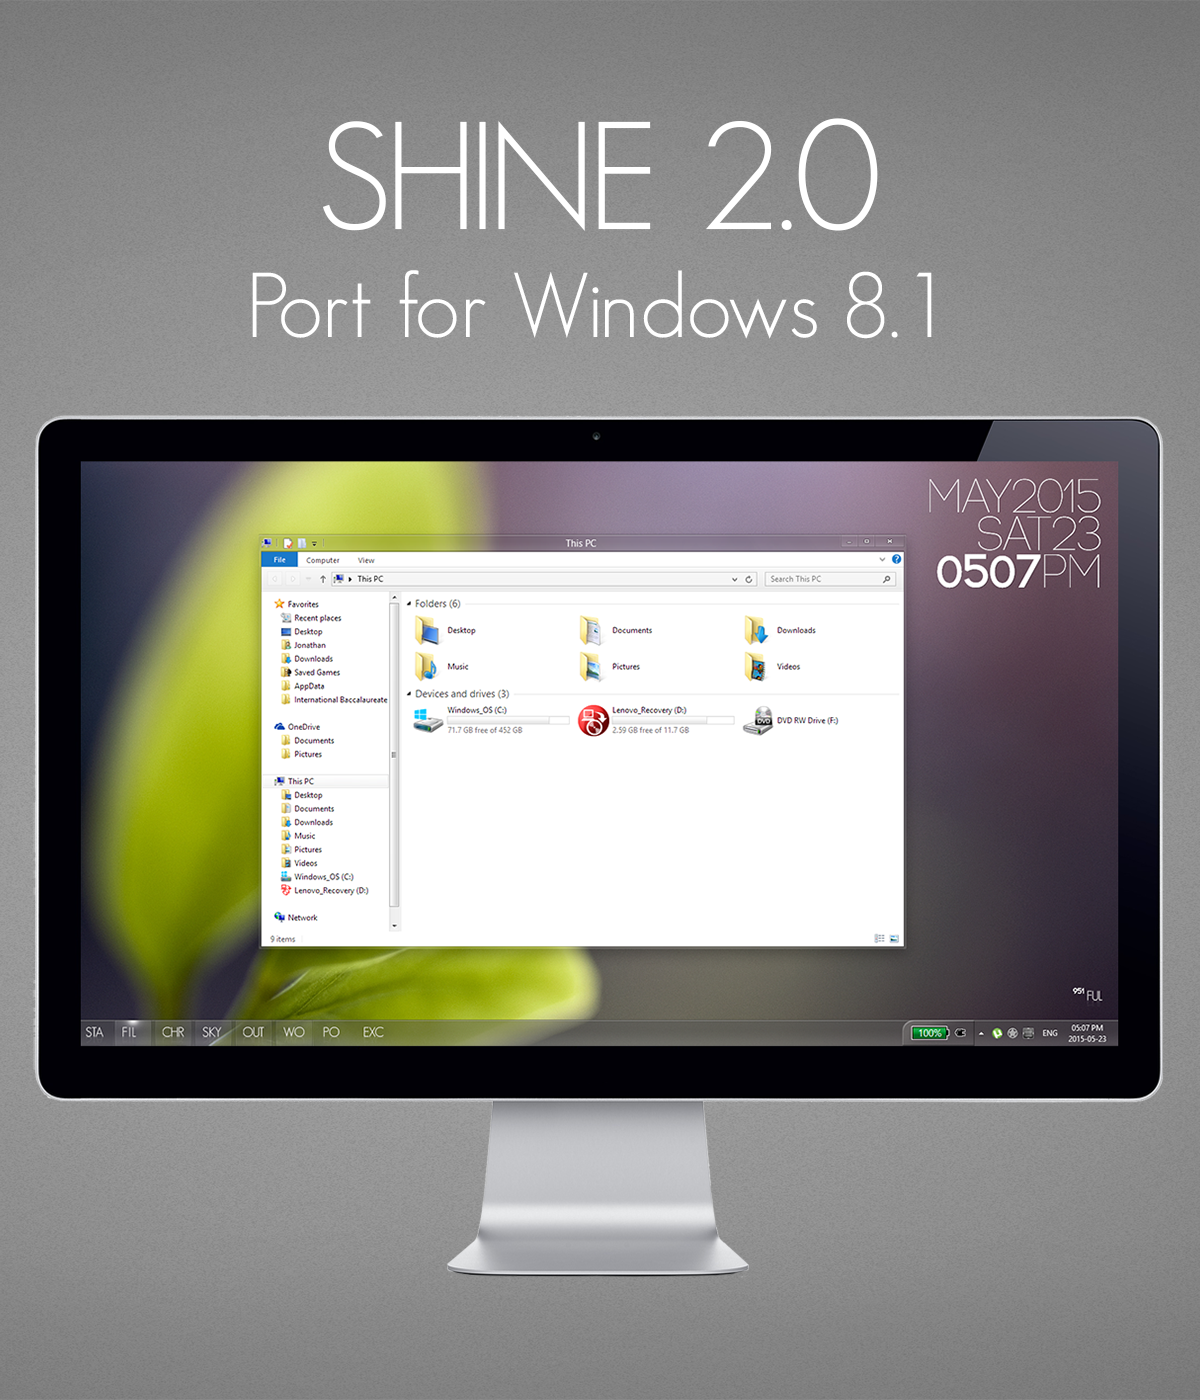 SHINE 2.0
Port for Windows 8.1
MAY2015
SAT23
0507PM
This PC
File Computer View
This PC
Search This PC
Favorites
Recent places
Desktop
Jonathan
Downloads
Saved Games
AppData
International Baccalaureate
OneDrive
Documents
Pictures
This PC
Desktop
Documents
Downloads
Music
Pictures
Videos
Windows_OS (C:)
Lenovo_Recovery (D:)
Network
9 items
Folders (6)
Desktop Documents Downloads
Music Pictures Videos
Devices and drives (3)
Windows_OS (C:)
71.7 GB free of 452 GB
Lenovo_Recovery (D:)
2.59 GB free of 11.7 GB
DVD
DVD RW Drive (F:)
951 FUL
STA FIL CHR SKY OUT WO PO EXC
100% ENG
05:07 PM
2015-05-23